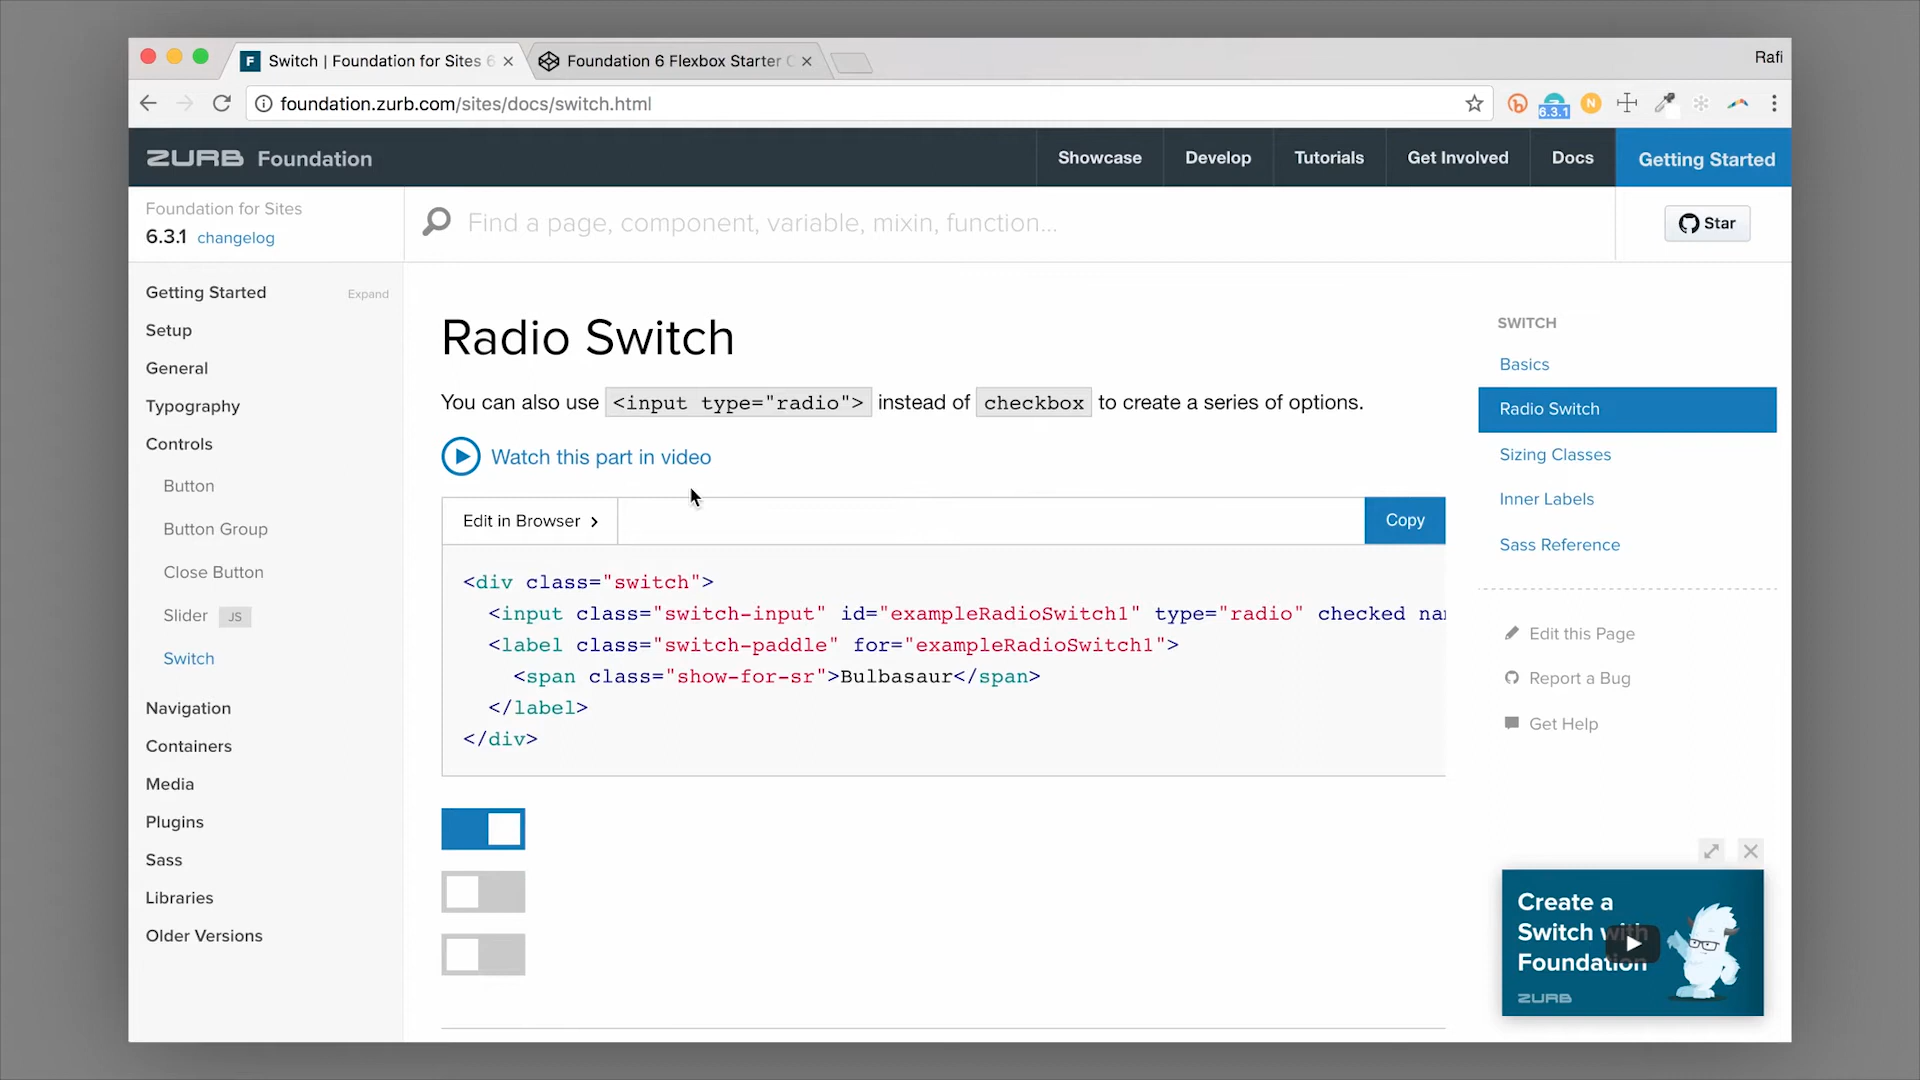 Switch | Foundation for Sites 6
Foundation 6 Flexbox Starter
Rafi
foundation.zurb.com/sites/docs/switch.html
6.3.1
N
ZURB Foundation
Showcase
Develop
Tutorials
Get Involved
Docs
Getting Started
Foundation for Sites
6.3.1 changelog
Find a page, component, variable, mixin, function...
Star
Getting Started
Expand
Setup
General
Typography
Controls
Button
Button Group
Close Button
Slider JS
Switch
Navigation
Containers
Media
Plugins
Sass
Libraries
Older Versions
Radio Switch
You can also use <input type="radio"> instead of checkbox to create a series of options.
Watch this part in video
Edit in Browser
Copy
<div class="switch">
<input class="switch-input" id="exampleRadioSwitch1" type="radio" checked
<label class="switch-paddle" for="exampleRadioSwitch1">
<span class="show-for-sr">Bulbasaur</span>
</label>
</div>
SWITCH
Basics
Radio Switch
Sizing Classes
Inner Labels
Sass Reference
Edit this Page
Report a Bug
Get Help
Create a
Switch with
Foundation
ZURB